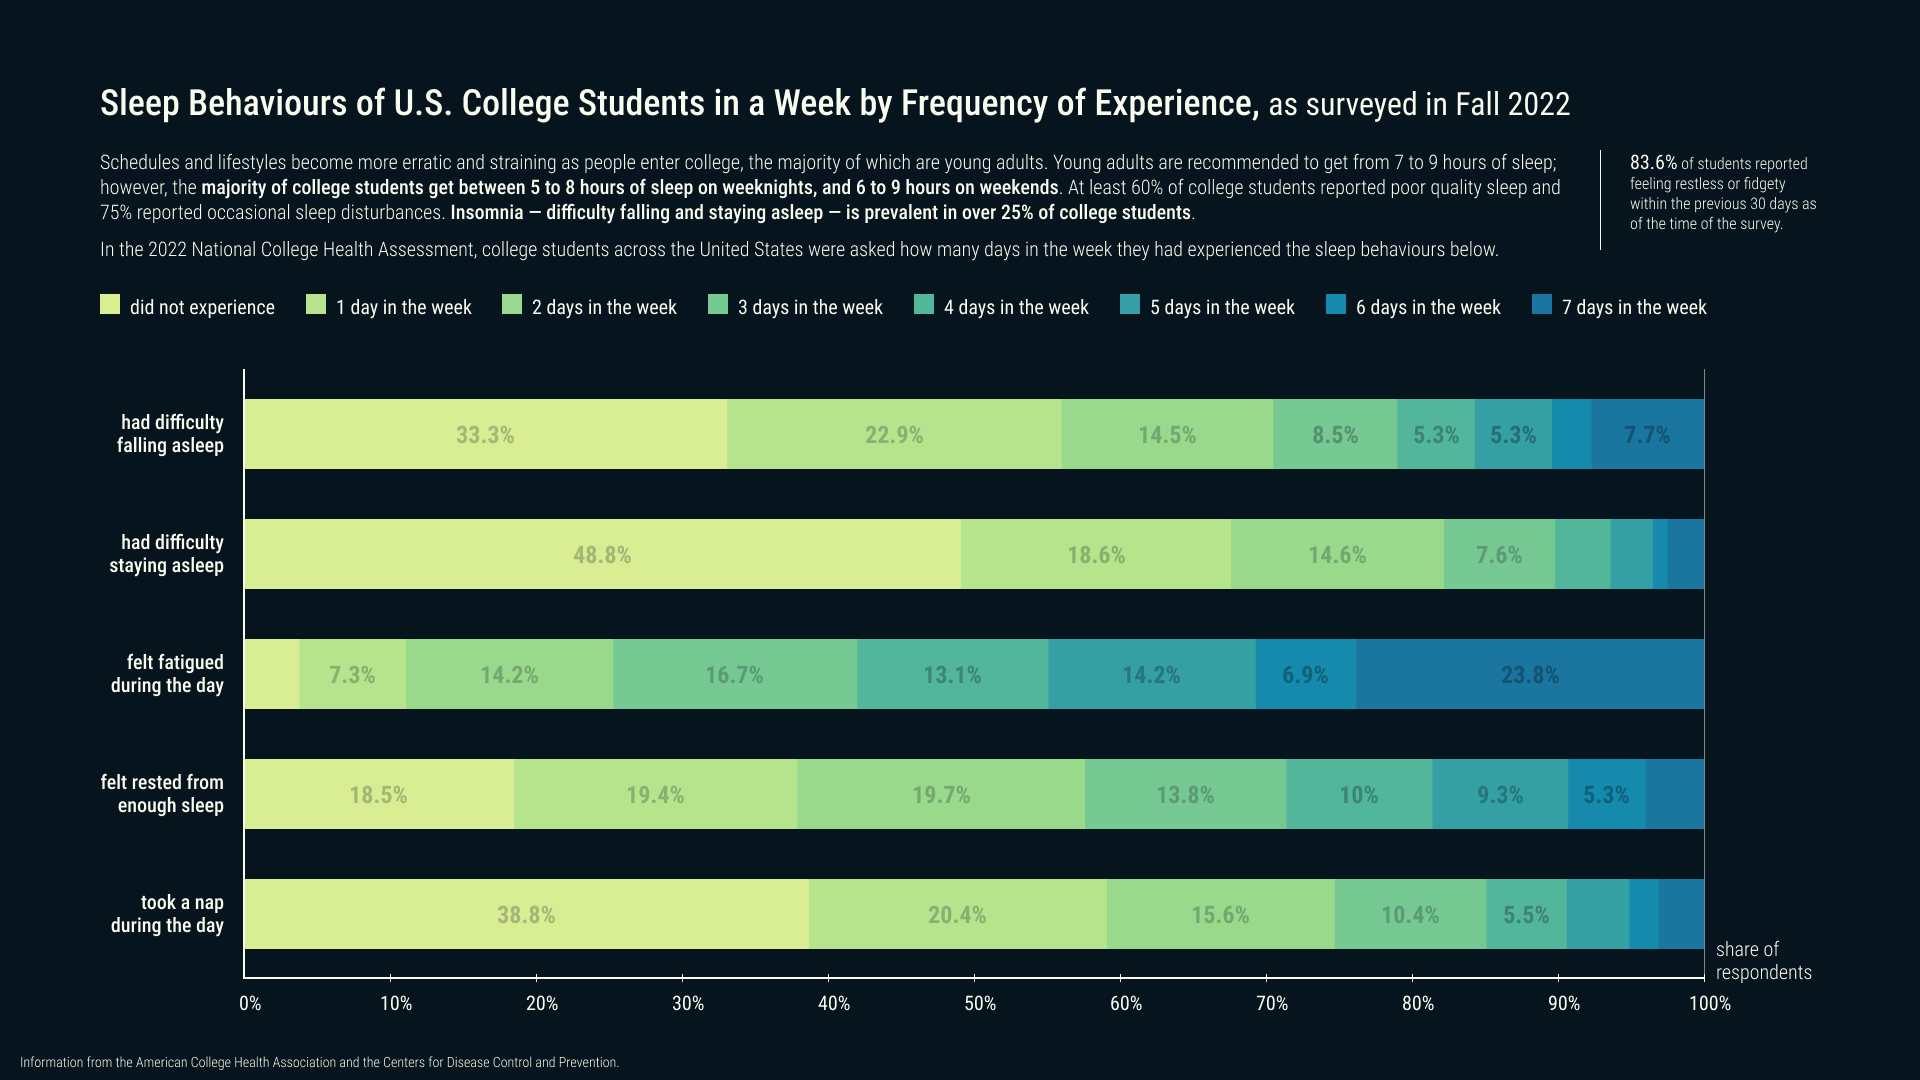 Sleep Behaviours of U.S. College Students in a Week by Frequency of Experience, as surveyed in Fall 2022
Schedules and lifestyles become more erratic and straining as people enter college, the majority of which are young adults. Young adults are recommended to get from 7 to 9 hours of sleep;
however, the majority of college students get between 5 to 8 hours of sleep on weeknights, and 6 to 9 hours on weekends. At least 60% of college students reported poor quality sleep and
75% reported occasional sleep disturbances. Insomnia — difficulty falling and staying asleep — is prevalent in over 25% of college students.
In the 2022 National College Health Assessment, college students across the United States were asked how many days in the week they had experienced the sleep behaviours below.
83.6% of students reported
feeling restless or fidgety
within the previous 30 days as
of the time of the survey.
did not experience
1 day in the week
2 days in the week
3 days in the week
4 days in the week
5 days in the week
6 days in the week
7 days in the week
had difficulty
falling asleep
33.3%
22.9%
14.5%
8.5%
5.3%
5.3%
7.7%
had difficulty
staying asleep
48.8%
18.6%
14.6%
7.6%
felt fatigued
during the day
7.3%
14.2%
16.7%
13.1%
14.2%
6.9%
23.8%
felt rested from
enough sleep
18.5%
19.4%
19.7%
13.8%
10%
9.3%
5.3%
took a nap
during the day
38.8%
20.4%
15.6%
10.4%
5.5%
share of
respondents
0%
10%
20%
30%
40%
50%
60%
70%
80%
90%
100%
Information from the American College Health Association and the Centers for Disease Control and Prevention.